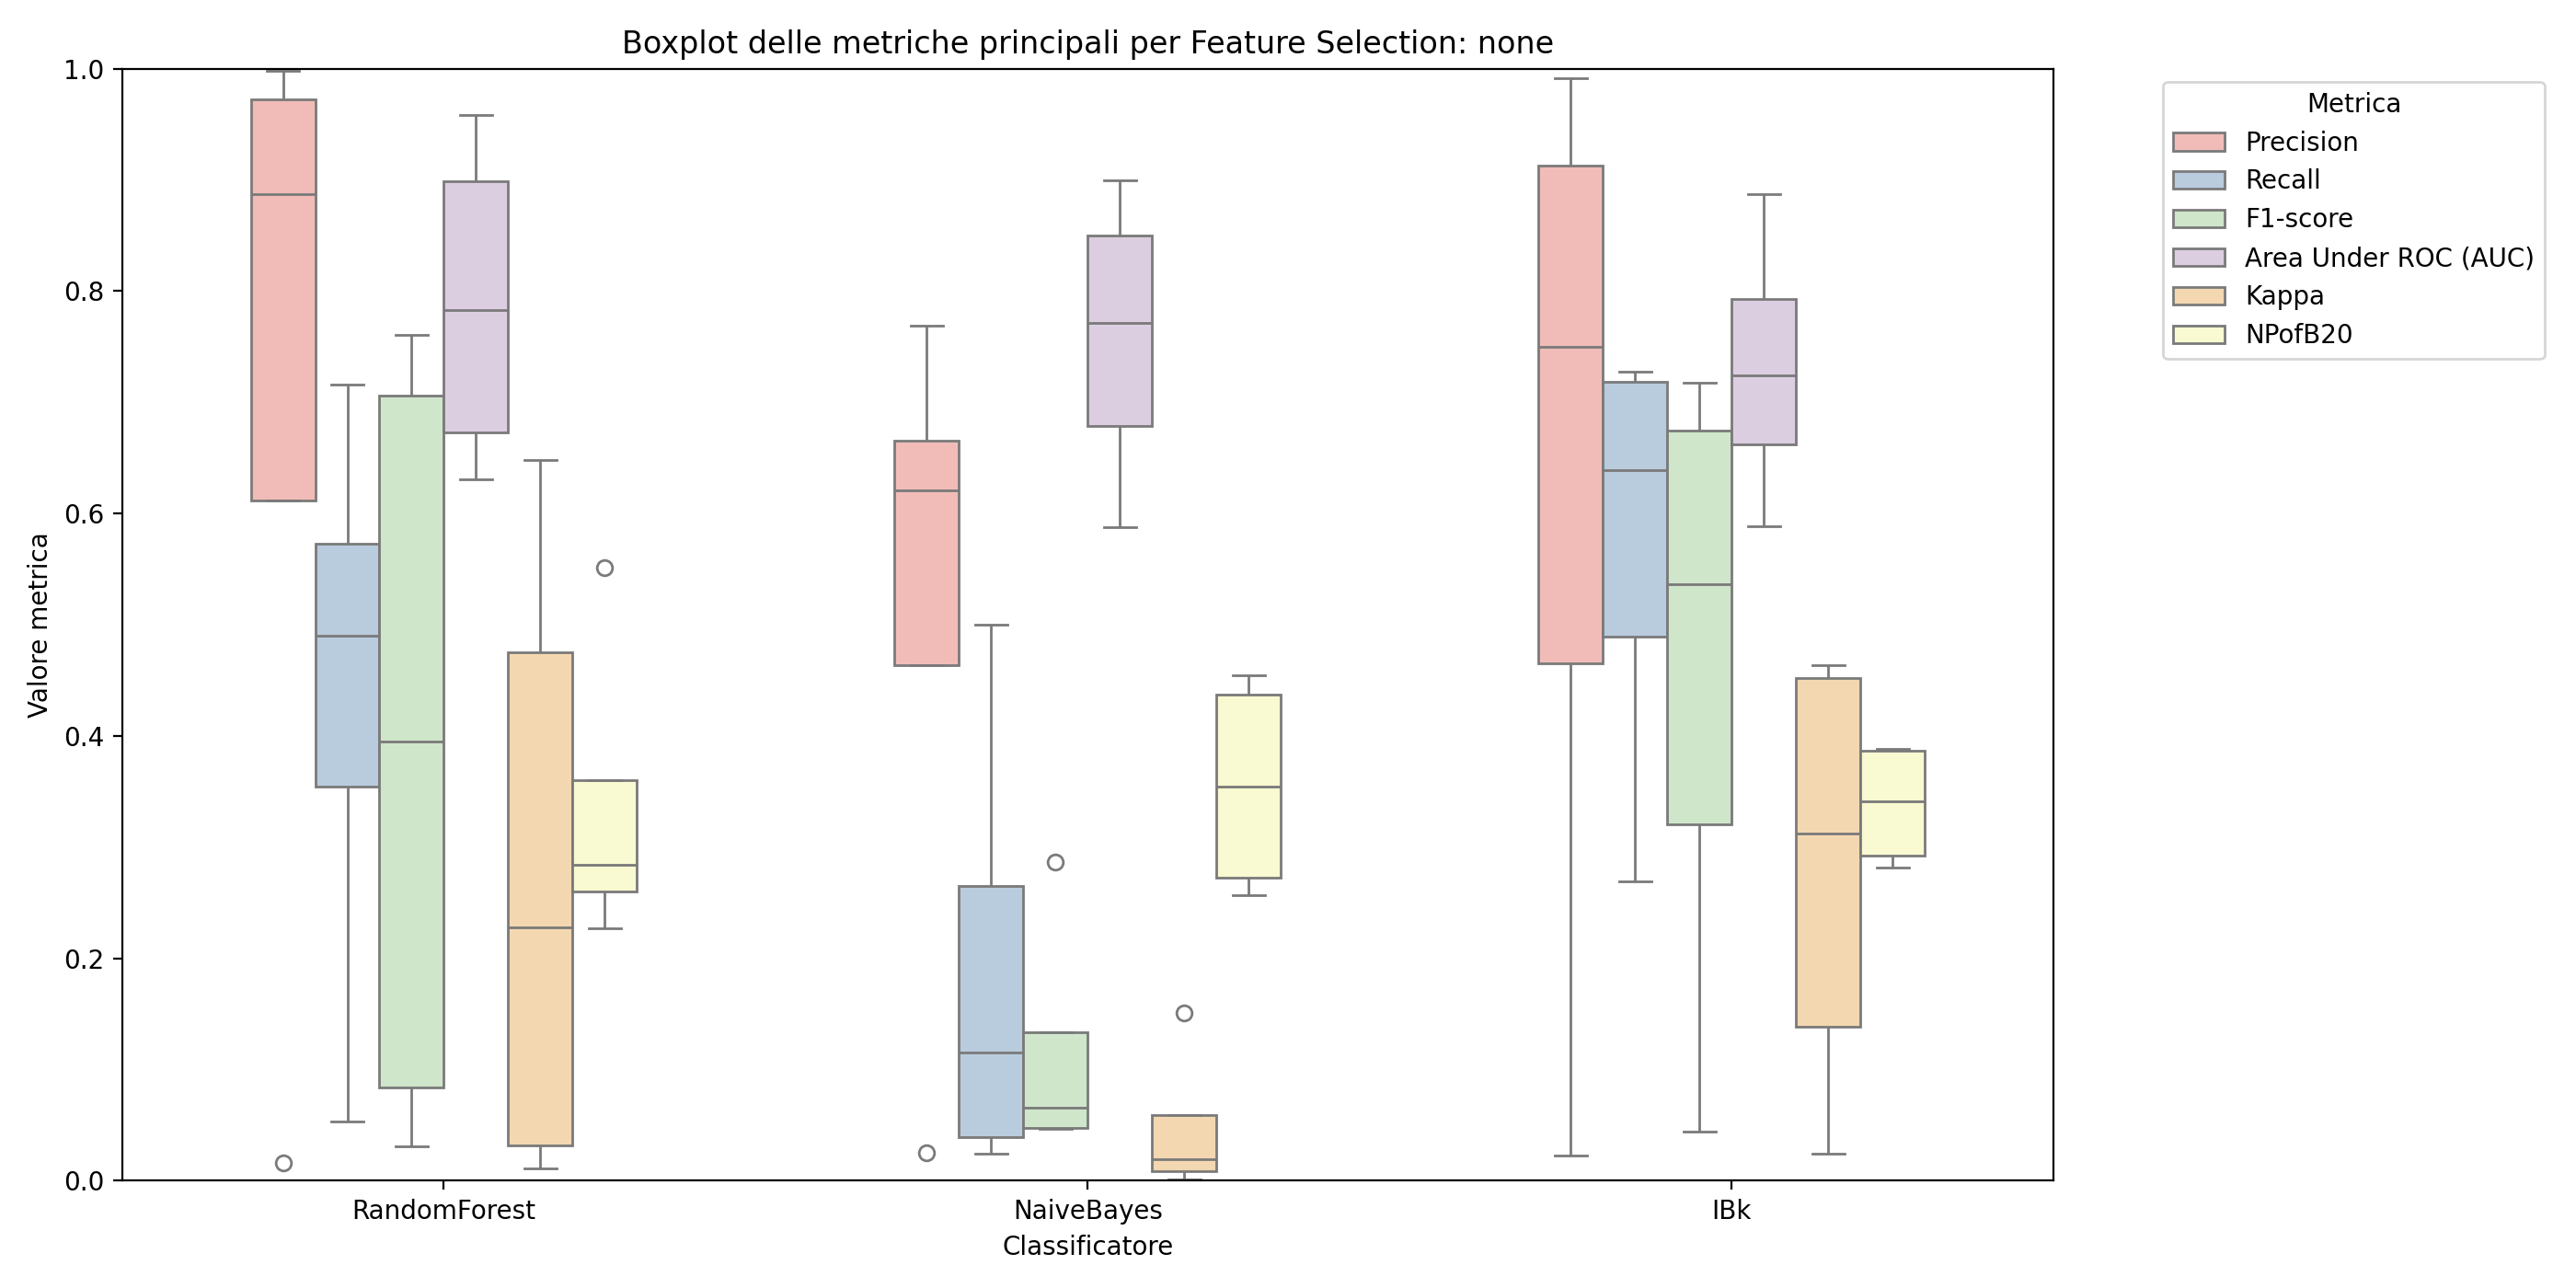 Boxplot delle metriche principali per Feature Selection: none
1.0
0.8
0.6
0.4
0.2
0.0
Valore metrica
RandomForest
NaiveBayes
IBk
Classificatore
Metrica
Precision
Recall
F1-score
Area Under ROC (AUC)
Kappa
NPofB20